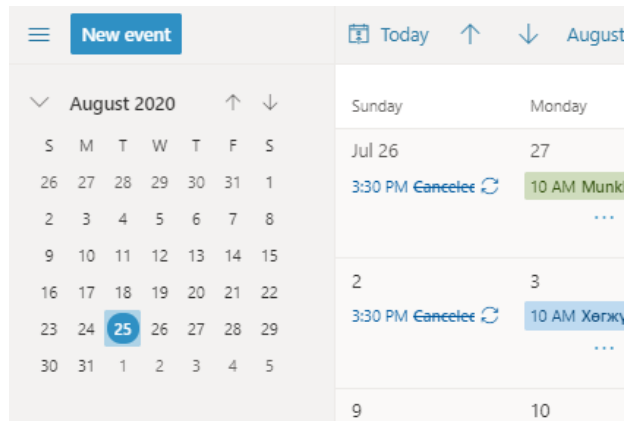 New event
Today
August
August 2020
S M T W T F S
26 27 28 29 30 31 1
2 3 4 5 6 7 8
9 10 11 12 13 14 15
16 17 18 19 20 21 22
23 24 25 26 27 28 29
30 31 1 2 3 4 5
Sunday Monday
Jul 26 27
3:30 PM Cancelec 10 AM Munk
2 3
3:30 PM Cancelec 10 AM Хөгжү
9 10